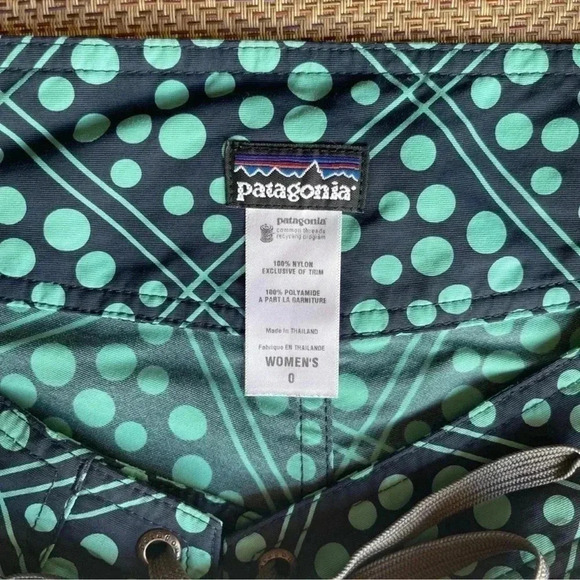 patagonia
patagonia
common threads
recycling program
100% NYLON
EXCLUSIVE OF TRIM
100% POLYAMIDE
A PART LA GARNITURE
Made in THAILAND
Fabriqué EN THAILANDE
WOMEN'S
0